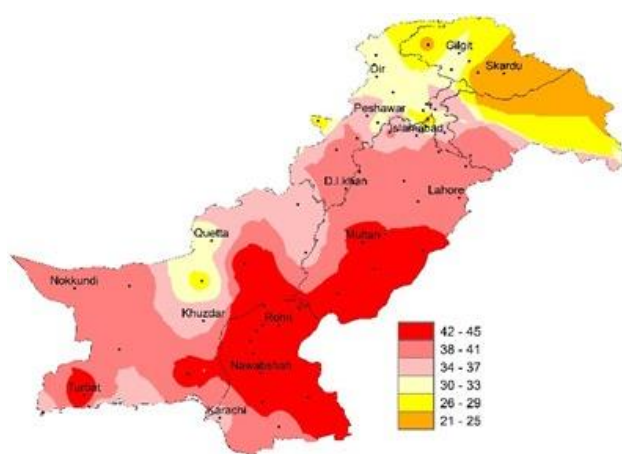 Gilgit
Dir
Skardu
Peshawar
Islamabad
D.I khan
Lahore
Multan
Quetta
Nokkundi
Khuzdar
Rohri
Nawabshah
Turbat
Karachi
42 - 45
38 - 41
34 - 37
30 - 33
26 - 29
21 - 25